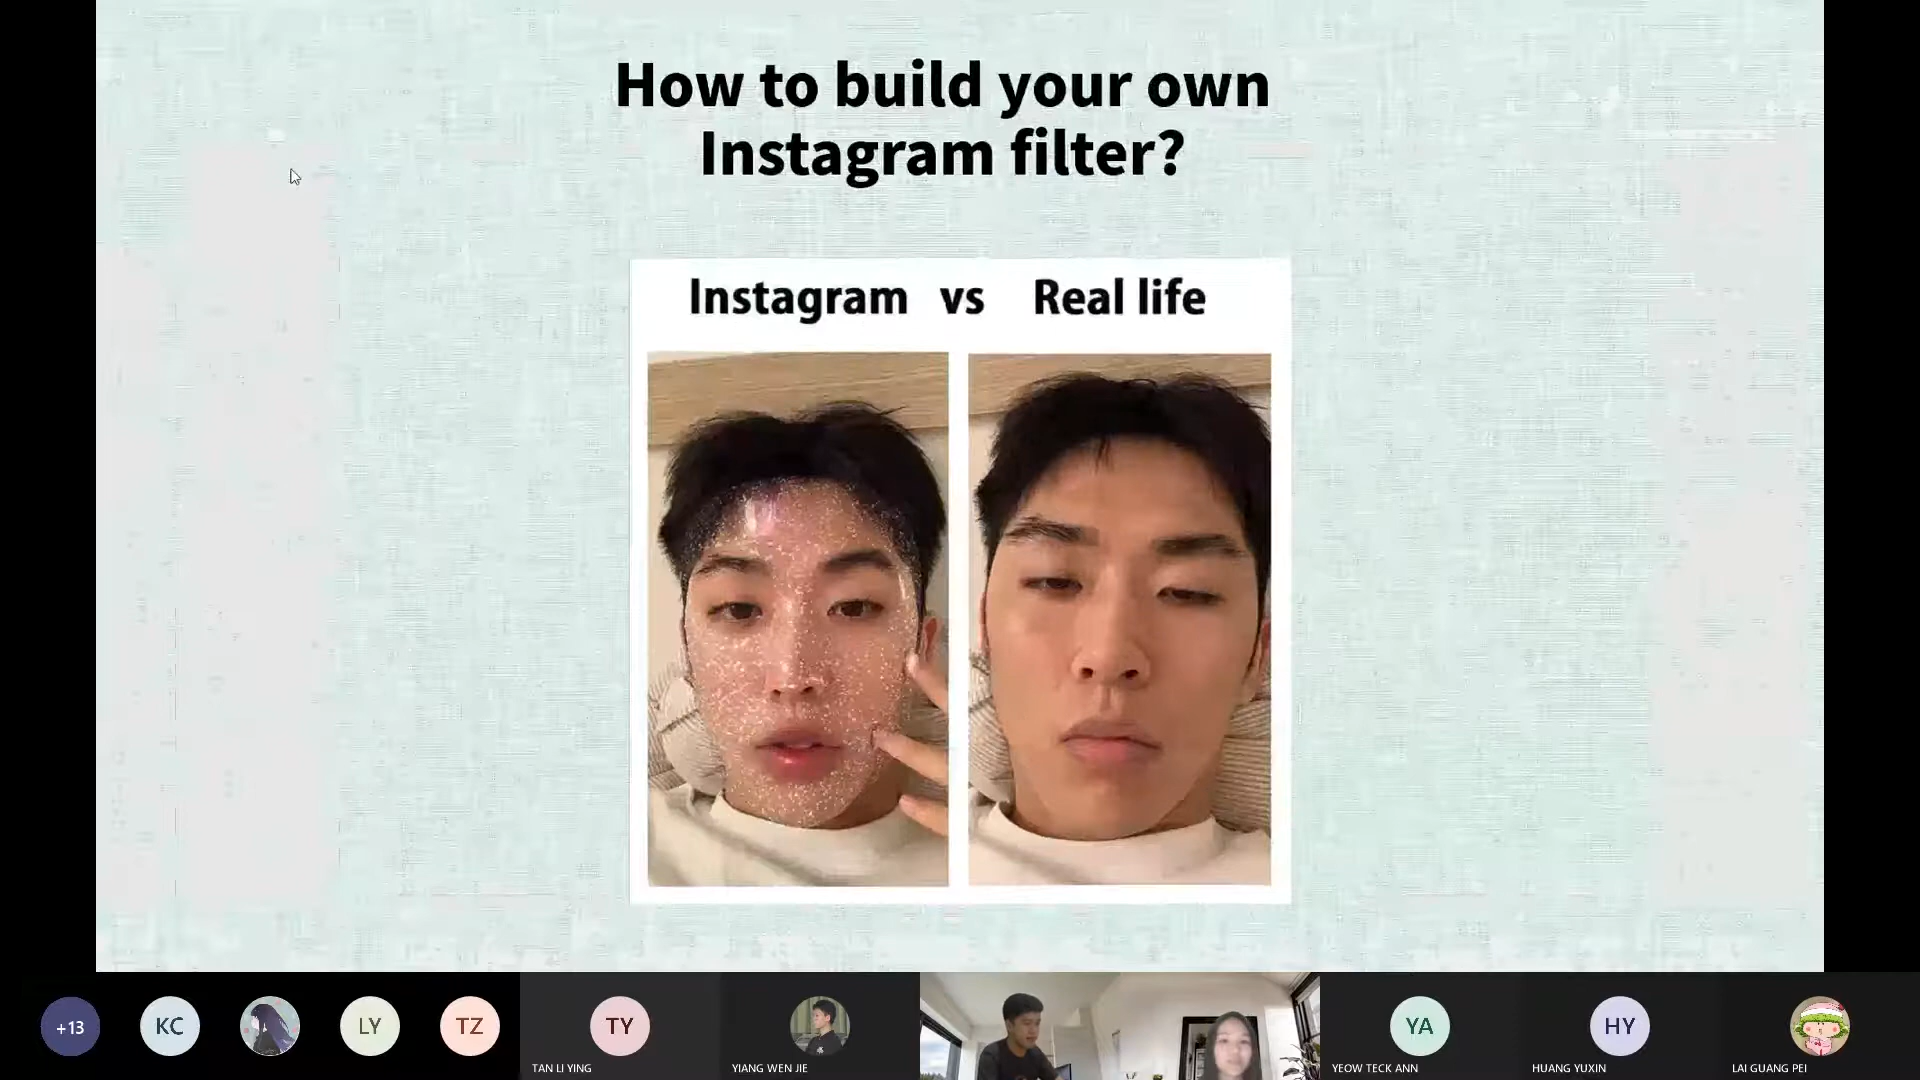 How to build your own
Instagram filter?
Instagram vs Real life
+13
KC
LY
TZ
TY
YA
HY
TAN LI YING
YIANG WEN JIE
YEOW TECK ANN
HUANG YUXIN
LAI GUANG PEI